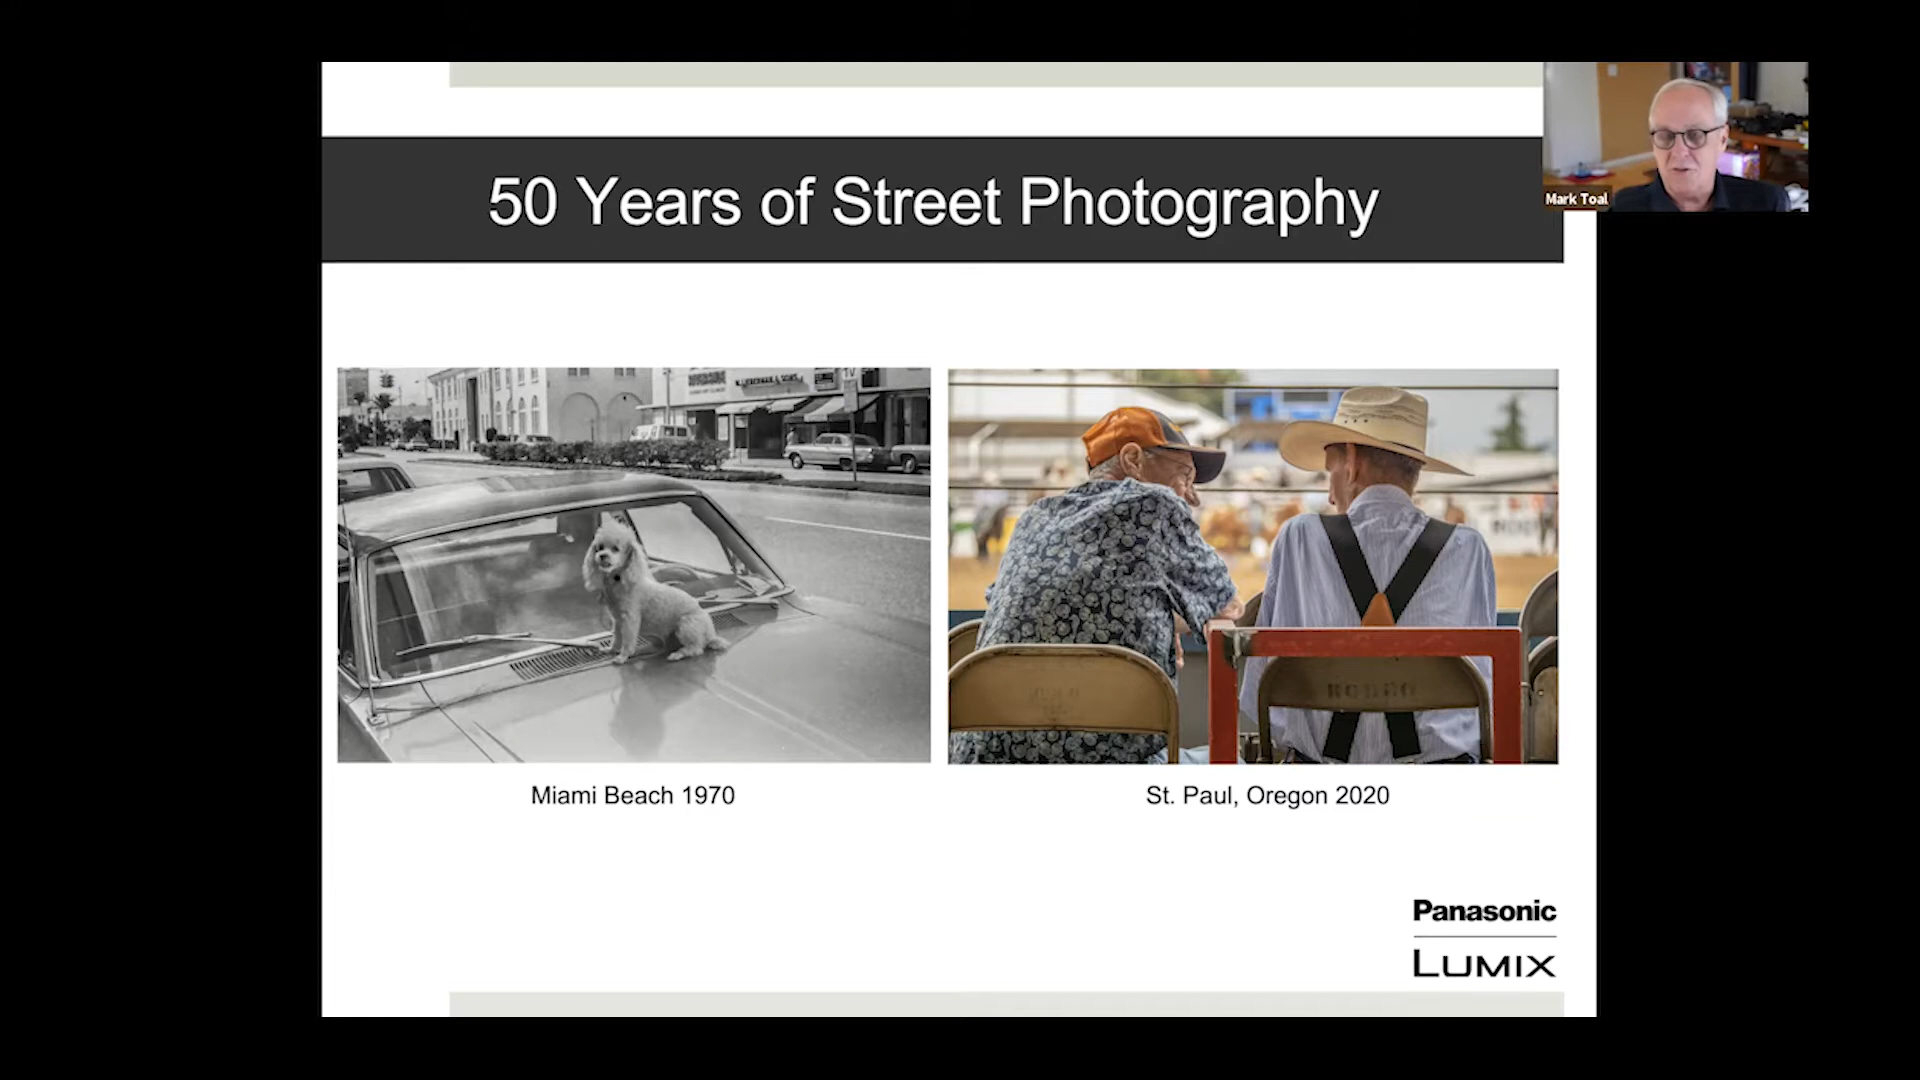 50 Years of Street Photography
Mark Toal
Miami Beach 1970
St. Paul, Oregon 2020
Panasonic
LUMIX